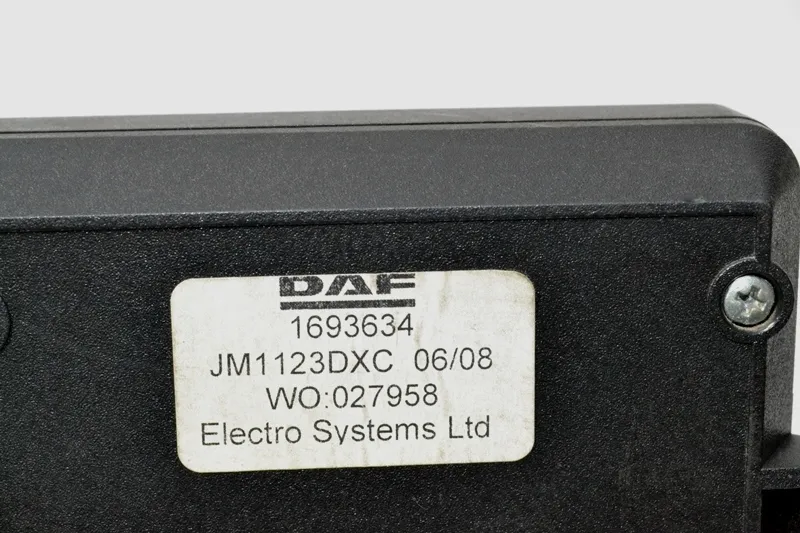 DAF
1693634
JM1123DXC 06/08
WO:027958
Electro Systems Ltd